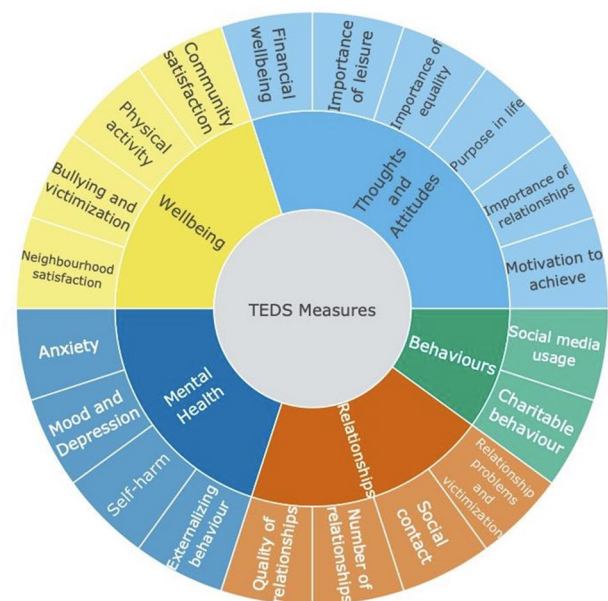 TEDS Measures
Thoughts
and
Attitudes
Financial
wellbeing
Importance
of leisure
Importance of
equality
Purpose in life
Importance of
relationships
Motivation to
achieve
Behaviours
Social media
usage
Charitable
behaviour
Relationships
Relationship
problems
and
victimization
Social
contact
Number of
relationships
Quality of
relationships
Mental
Health
Externalizing
behaviour
Self-harm
Mood and
Depression
Anxiety
Wellbeing
Neighbourhood
satisfaction
Bullying and
victimization
Physical
activity
Community
satisfaction